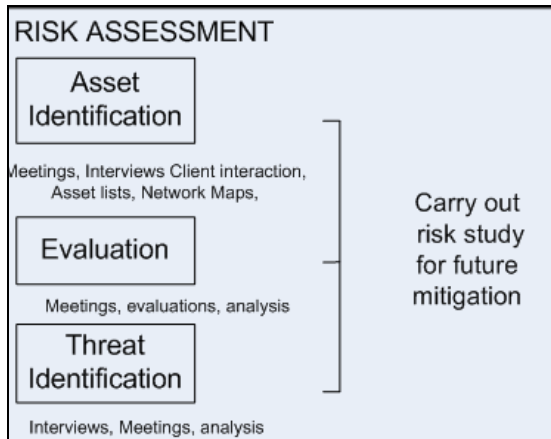 RISK ASSESSMENT
Asset
Identification
Meetings, Interviews Client interaction,
Asset lists, Network Maps,
Evaluation
Meetings, evaluations, analysis
Threat
Identification
Interviews, Meetings, analysis
Carry out
risk study
for future
mitigation